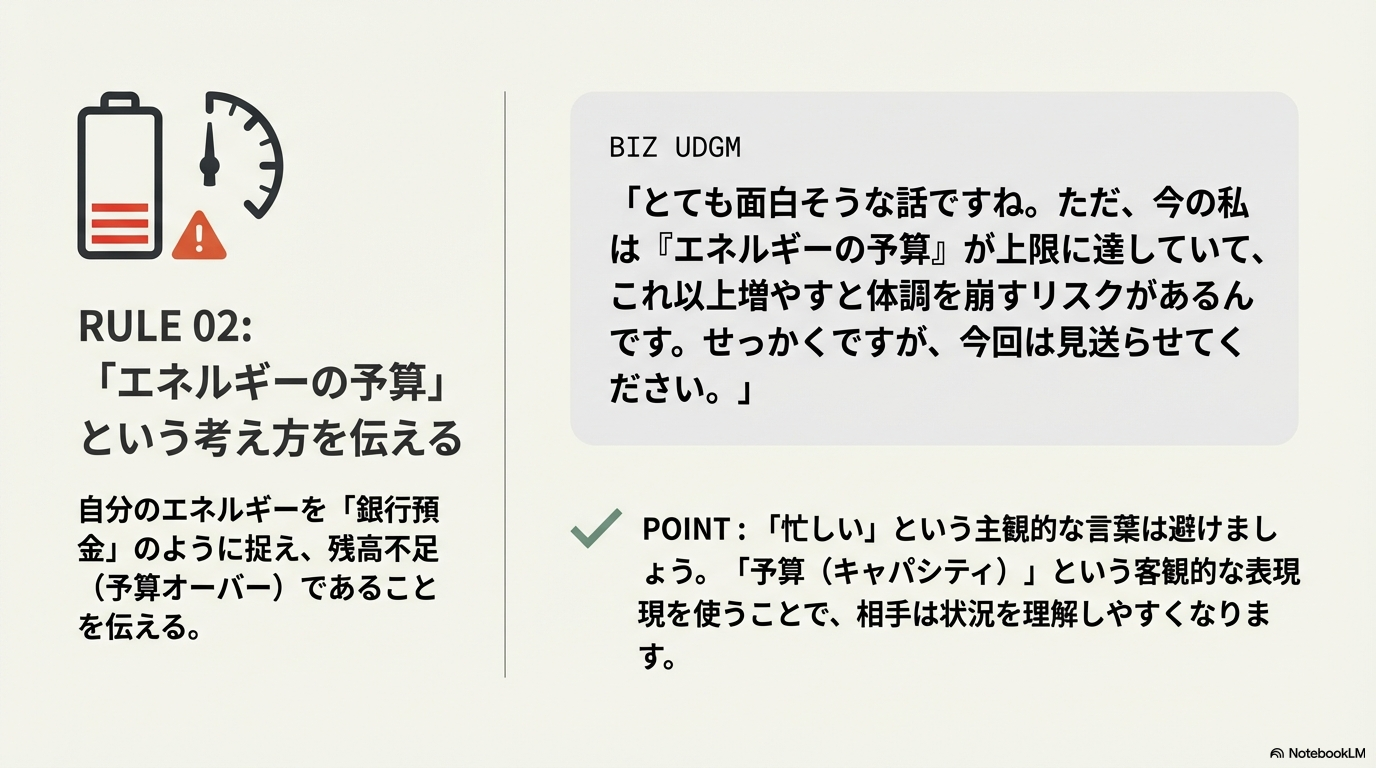 RULE 02:
「エネルギーの予算」
という考え方を伝える
自分のエネルギーを「銀行預
金」のように捉え、残高不足
（予算オーバー）であること
を伝える。
BIZ UDGM
「とても面白そうな話ですね。ただ、今の私
は『エネルギーの予算』が上限に達していて、
これ以上増やすと体調を崩すリスクがあるん
です。せっかくですが、今回は見送らせてく
ださい。」
POINT : 「忙しい」という主観的な言葉は避けまし
ょう。「予算（キャパシティ）」という客観的な表現
現を使うことで、相手は状況を理解しやすくなりま
す。
NotebookLM